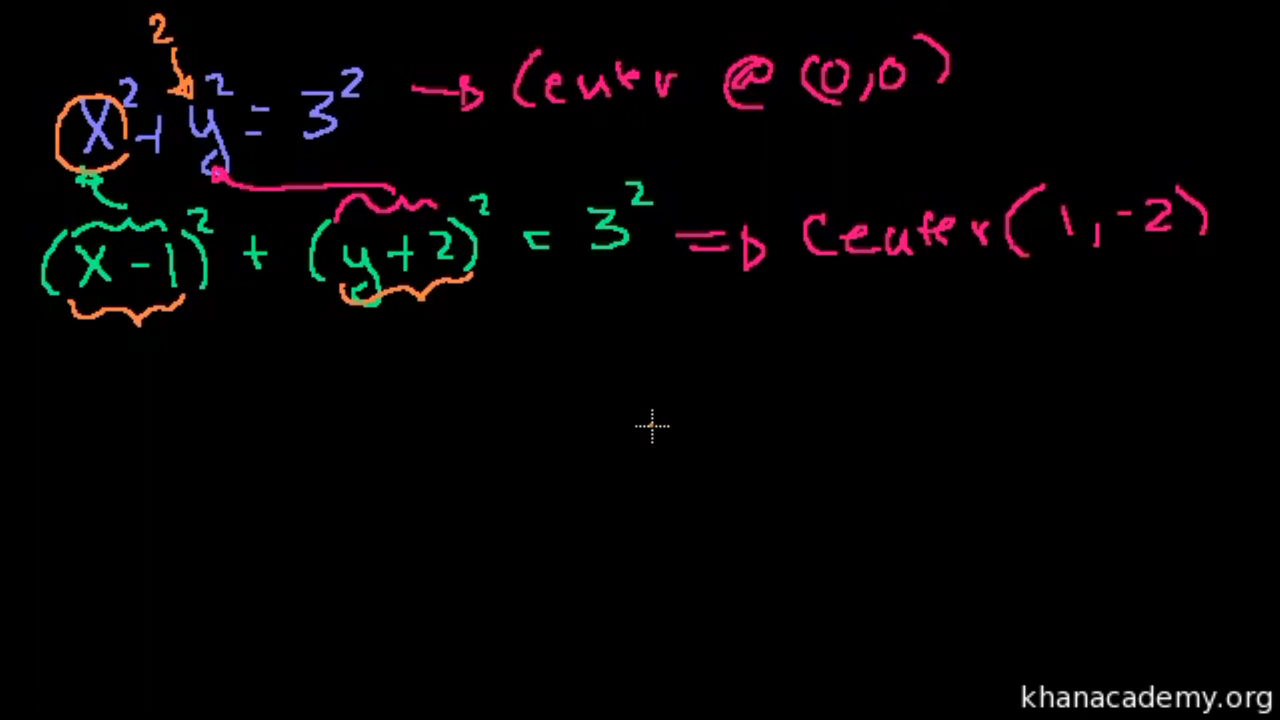 2
x² + y² = 3² → Center @ (0,0)
(x - 1)² + (y + 2)² = 3² ⇒ Center (1, -2)
khanacademy.org